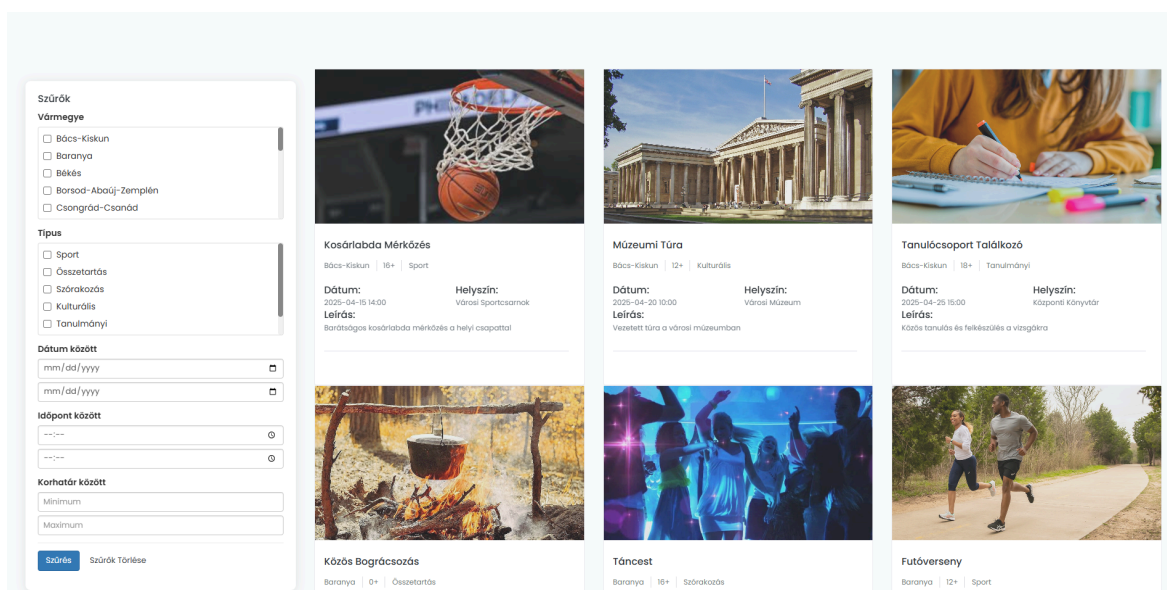 Szűrők
Vármegye
Bács-Kiskun
Baranya
Békés
Borsod-Abaúj-Zemplén
Csongrád-Csanád
Típus
Sport
Összetartás
Szórakozás
Kulturális
Tanulmányi
Dátum között
mm/dd/yyyy
mm/dd/yyyy
Időpont között
--:--
--:--
Korhatár között
Minimum
Maximum
Szűrés Szűrők Törlése
Kosárlabda Mérkőzés
Bács-Kiskun 16+ Sport
Dátum: Helyszín:
2025-04-15 14:00 Városi Sportcsarnok
Leírás:
Barátságos kosárlabda mérkőzés a helyi csapattal
Múzeumi Túra
Bács-Kiskun 12+ Kulturális
Dátum: Helyszín:
2025-04-20 10:00 Városi Múzeum
Leírás:
Vezetett túra a városi múzeumban
Tanulócsoport Találkozó
Bács-Kiskun 18+ Tanulmányi
Dátum: Helyszín:
2025-04-25 15:00 Központi Könyvtár
Leírás:
Közös tanulás és felkészülés a vizsgákra
Közös Bográcsozás
Baranya 0+ Összetartás
Táncest
Baranya 16+ Szórakozás
Futóverseny
Baranya 12+ Sport